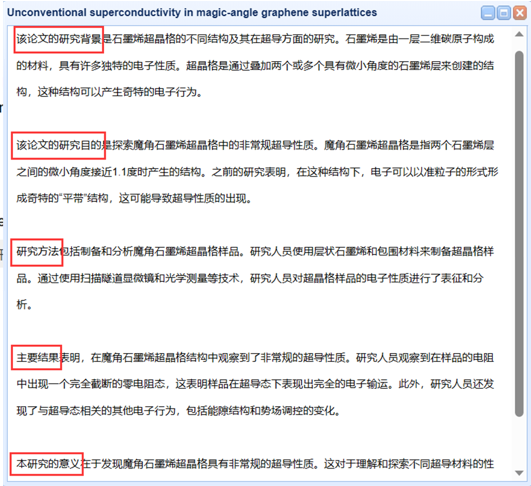 Unconventional superconductivity in magic-angle graphene superlattices
该论文的研究背景是石墨烯超晶格的不同结构及其在超导方面的研究。石墨烯是由一层二维碳原子构成
的材料，具有许多独特的电子性质。超晶格是通过叠加两个或多个具有微小角度的石墨烯层来创建的结
构，这种结构可以产生奇特的电子行为。
该论文的研究目的是探索魔角石墨烯超晶格中的非常规超导性质。魔角石墨烯超晶格是指两个石墨烯层
之间的微小角度接近1.1度时产生的结构。之前的研究表明，在这种结构下，电子可以以准粒子的形式形
成奇特的“平带”结构，这可能导致超导性质的出现。
研究方法包括制备和分析魔角石墨烯超晶格样品。研究人员使用层状石墨烯和包围材料来制备超晶格样
品。通过使用扫描隧道显微镜和光学测量等技术，研究人员对超晶格样品的电子性质进行了表征和分
析。
主要结果表明，在魔角石墨烯超晶格结构中观察到了非常规的超导性质。研究人员观察到在样品的电阻
中出现一个完全截断的零电阻态，这表明样品在超导态下表现出完全的电子输运。此外，研究人员还发
现了与超导态相关的其他电子行为，包括能隙结构和势场调控的变化。
本研究的意义在于发现魔角石墨烯超晶格具有非常规的超导性质。这对于理解和探索不同超导材料的性